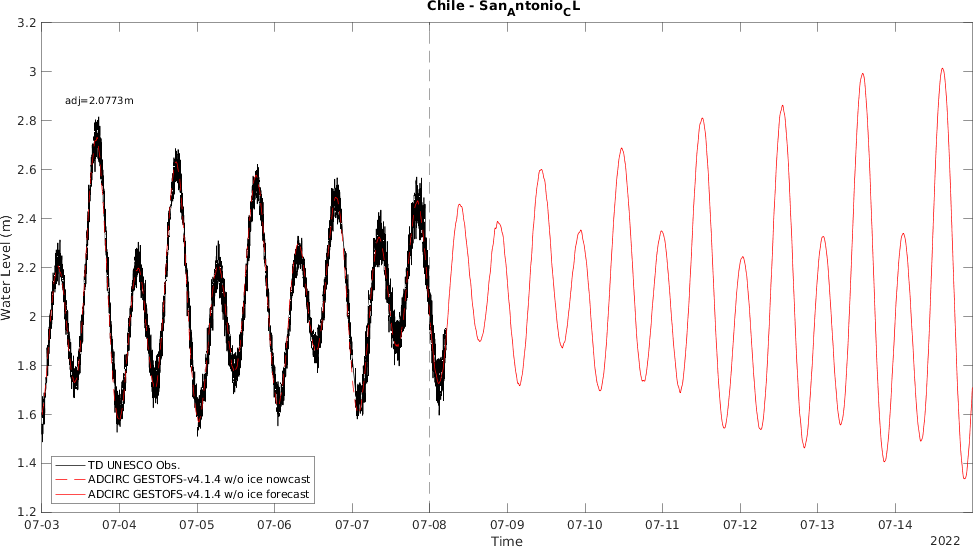 Chile - SanAntonioCL
adj=2.0773m
3.2
3
2.8
2.6
2.4
2.2
2
1.8
1.6
1.4
1.2
Water Level (m)
TD UNESCO Obs.
ADCIRC GESTOFS-v4.1.4 w/o ice nowcast
ADCIRC GESTOFS-v4.1.4 w/o ice forecast
07-03 07-04 07-05 07-06 07-07 07-08 07-09 07-10 07-11 07-12 07-13 07-14
Time
2022